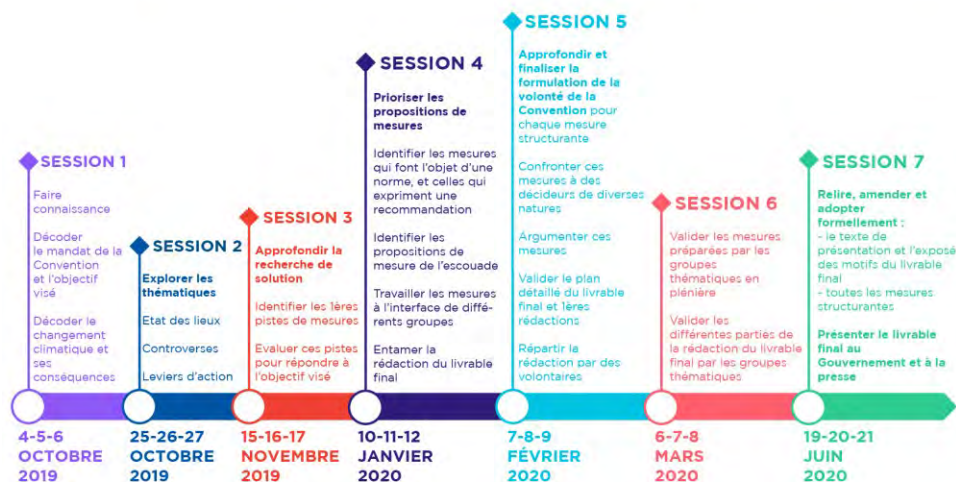 SESSION 1
Faire
connaissance
Décoder
le mandat de la
Convention
et l'objectif
visé
Décoder le
changement
climatique et
ses
conséquences
4-5-6
OCTOBRE
2019
SESSION 2
Explorer les
thématiques
Etat des lieux
Controverses
Leviers d'action
25-26-27
OCTOBRE
2019
SESSION 3
Approfondir la
recherche de
solution
Identifier les 1ères
pistes de mesures
Evaluer ces pistes
pour répondre à
l'objectif visé
15-16-17
NOVEMBRE
2019
SESSION 4
Prioriser les
propositions de
mesures
Identifier les mesures
qui font l'objet d'une
norme, et celles qui
expriment une
recommandation
Identifier les
propositions de
mesure de l'escouade
Travailler les mesures
à l'interface de diffé-
rents groupes
Entamer la
rédaction du livrable
final
10-11-12
JANVIER
2020
SESSION 5
Approfondir et
finaliser la
formulation de la
volonté de la
Convention pour
chaque mesure
structurante
Confronter ces
mesures à des
décideurs de diverses
natures
Argumenter ces
mesures
Valider le plan
détaillé du livrable
final et 1ères
rédactions
Répartir la
rédaction par des
volontaires
7-8-9
FÉVRIER
2020
SESSION 6
Valider les mesures
préparées par les
groupes
thématiques en
plénière
Valider les
différentes parties de
la rédaction du livrable
final par les groupes
thématiques
6-7-8
MARS
2020
SESSION 7
Relire, amender et
adopter
formellement :
- le texte de
présentation et l'exposé
des motifs du livrable
final
- toutes les mesures
structurantes
Présenter le livrable
final au
Gouvernement et à la
presse
19-20-21
JUIN
2020